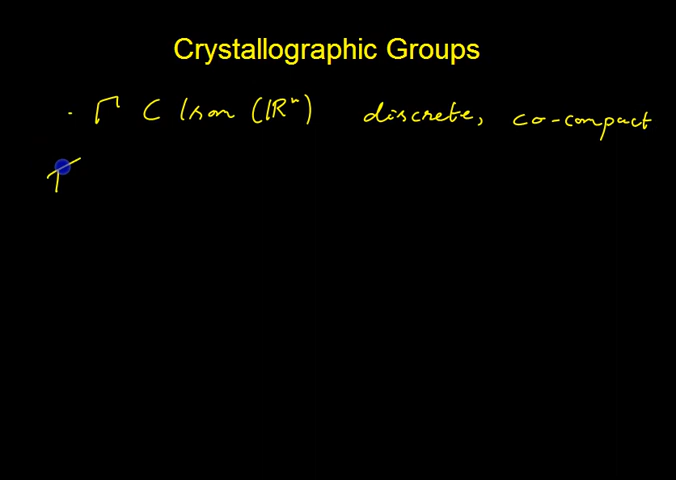 Crystallographic Groups
· Γ ⊂ Isom (ℝⁿ) discrete, co-compact
T